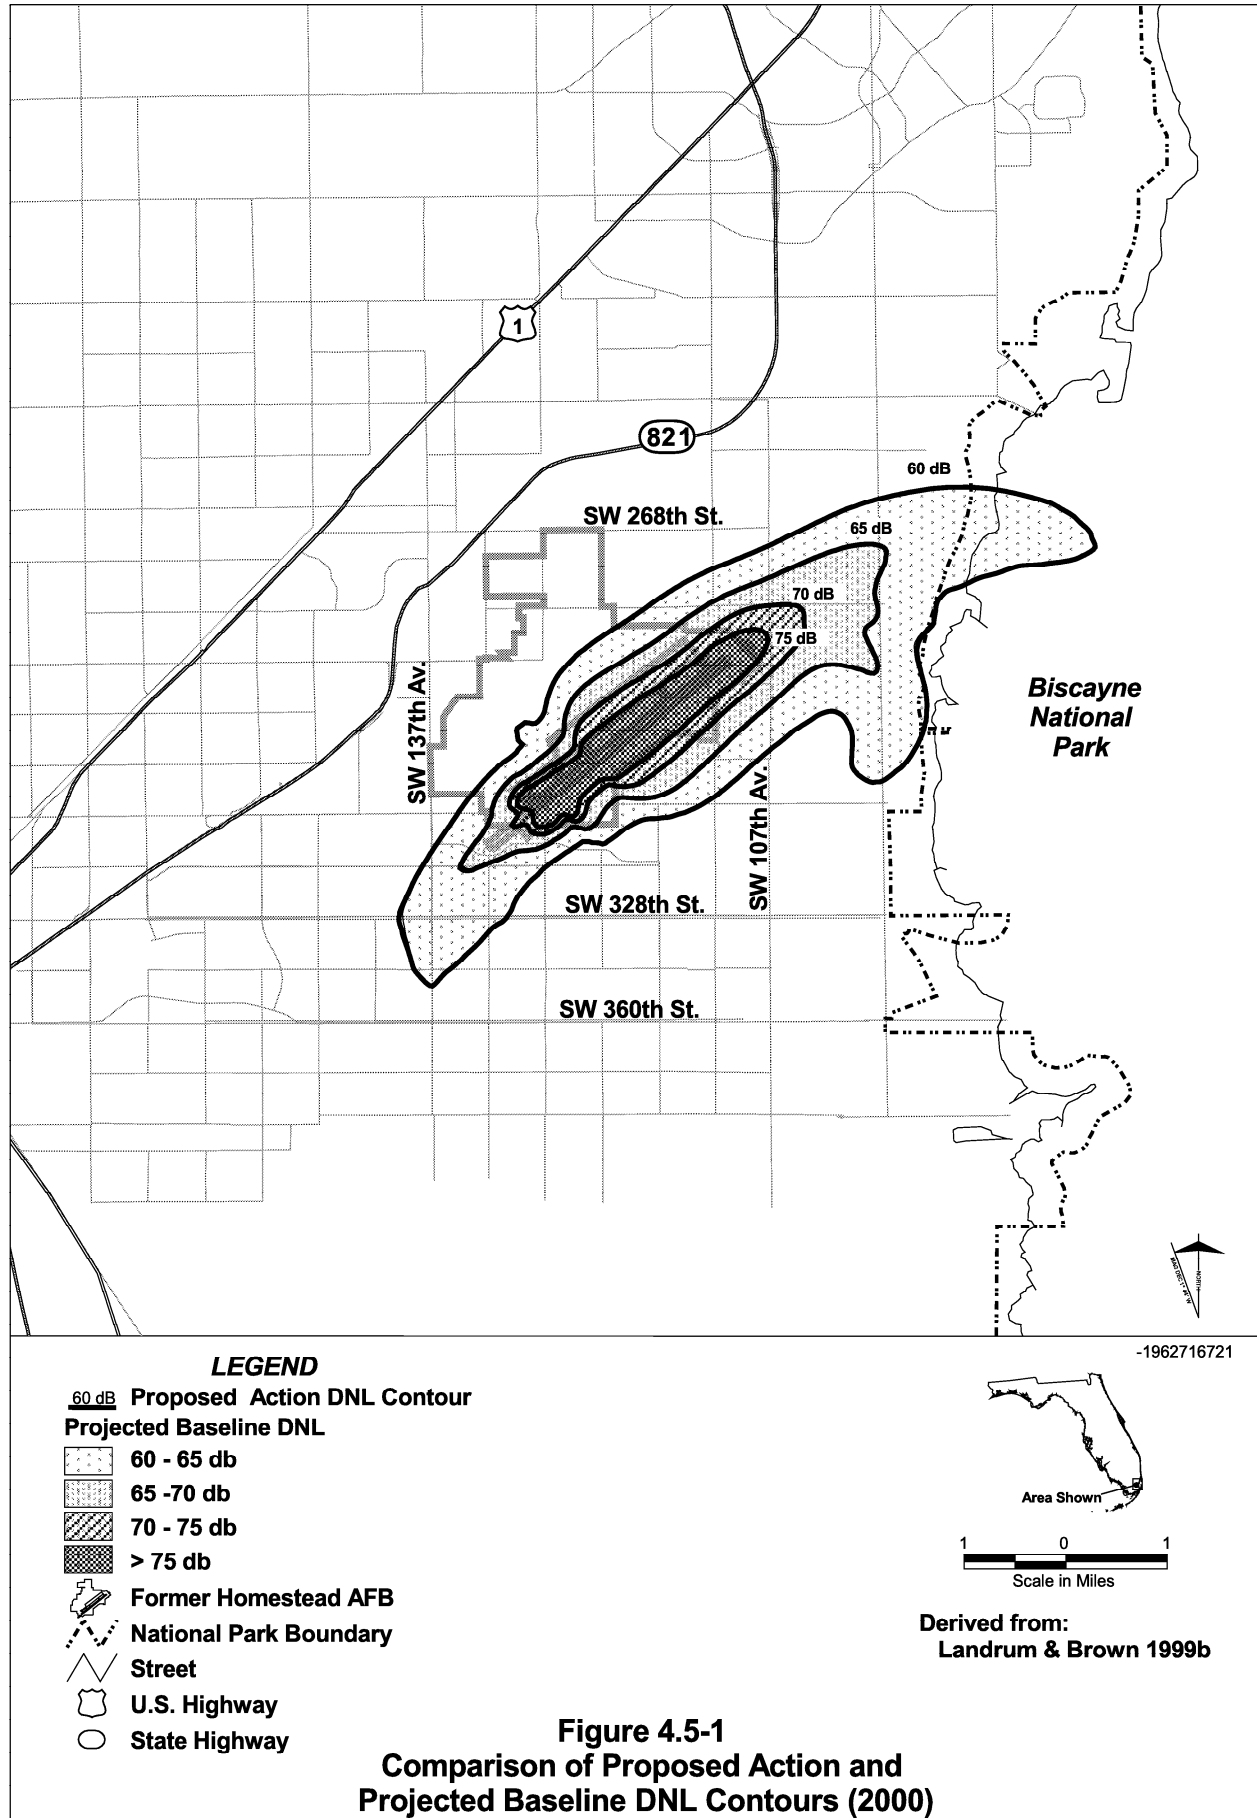 1
821
60 dB
SW 268th St.
65 dB
70 dB
75 dB
SW 137th Av.
Biscayne
National
Park
SW 107th Av.
SW 328th St.
SW 360th St.
NORTH
-1962716721
LEGEND
60 dB Proposed Action DNL Contour
Projected Baseline DNL
60 - 65 db
65 -70 db
70 - 75 db
> 75 db
Former Homestead AFB
National Park Boundary
Street
U.S. Highway
State Highway
Area Shown
1 0 1
Scale in Miles
Derived from:
Landrum & Brown 1999b
Figure 4.5-1
Comparison of Proposed Action and
Projected Baseline DNL Contours (2000)